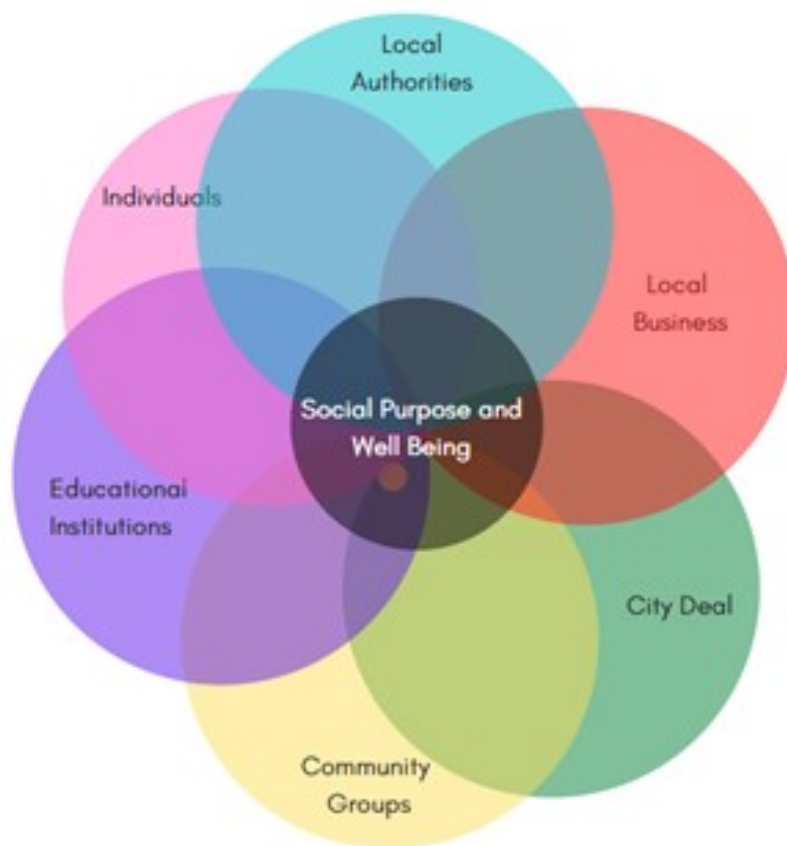 Local
Authorities
Individuals
Local
Business
Social Purpose and
Well Being
Educational
Institutions
City Deal
Community
Groups